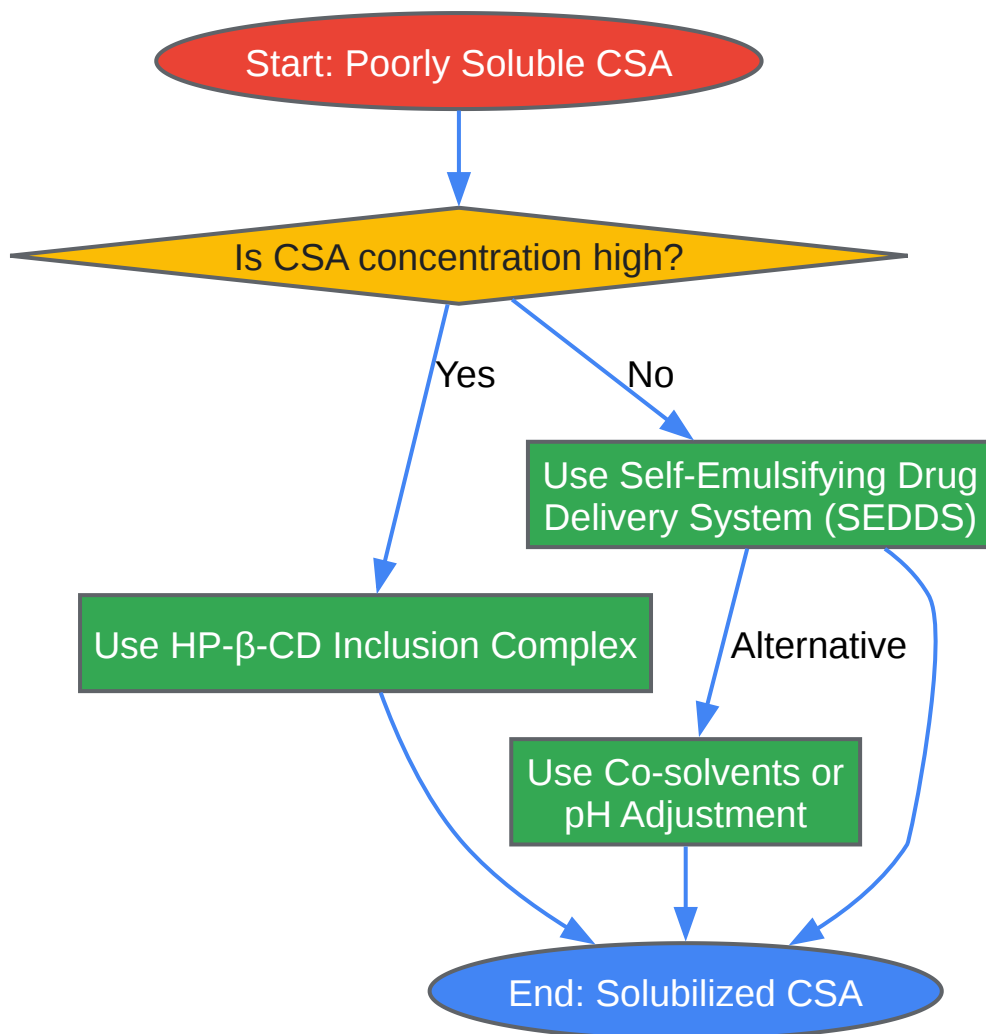 Start: Poorly Soluble CSA
Is CSA concentration high?
Yes
No
Use Self-Emulsifying Drug
Delivery System (SEDDS)
Use HP-β-CD Inclusion Complex
Alternative
Use Co-solvents or
pH Adjustment
End: Solubilized CSA